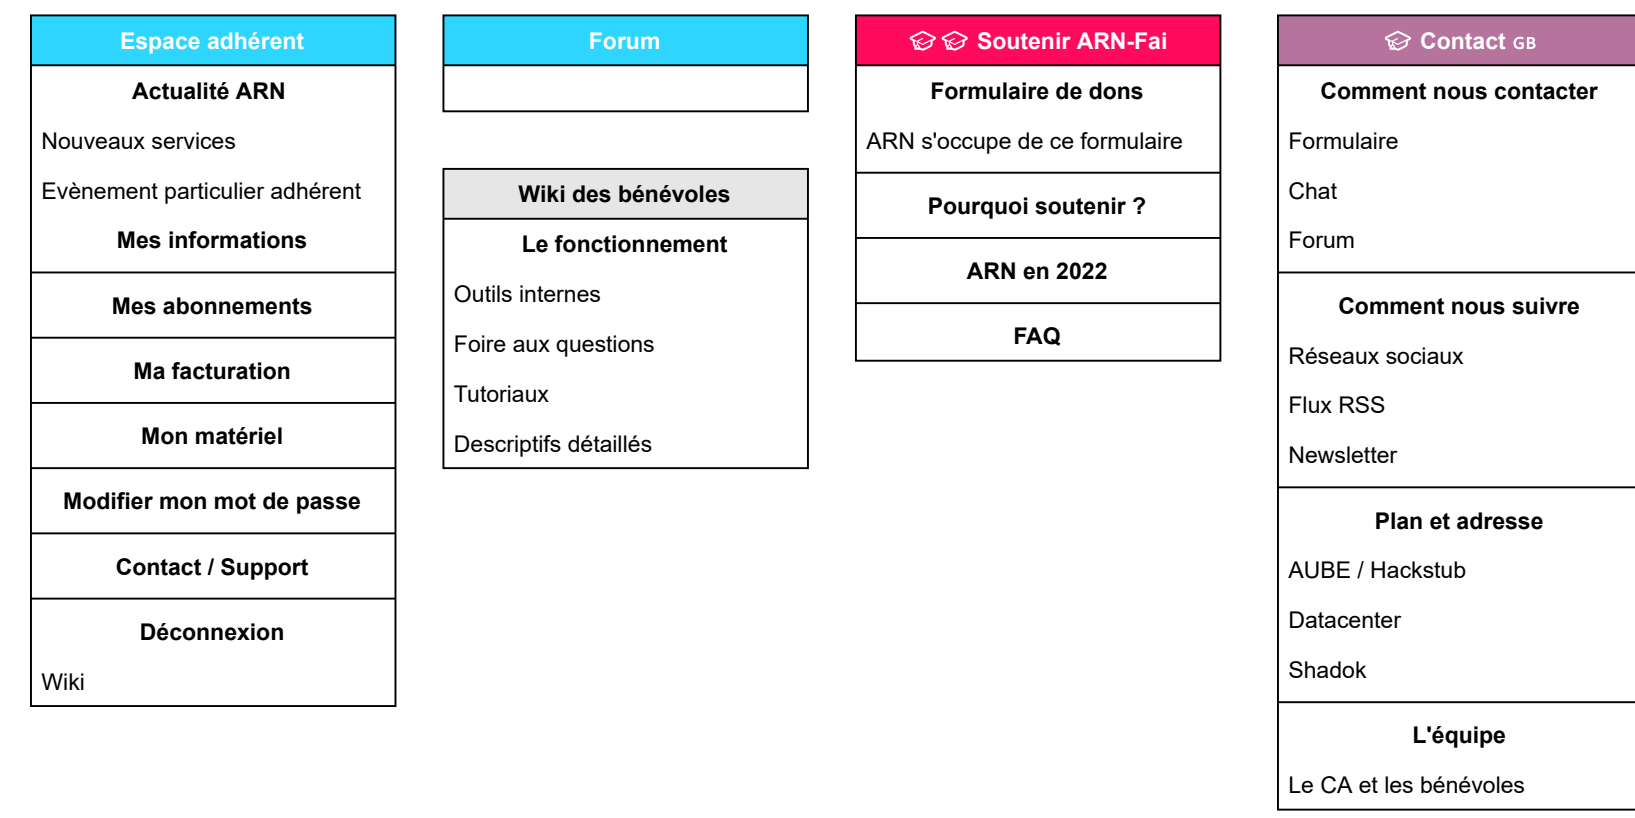 Espace adhérent
Actualité ARN
Nouveaux services
Evènement particulier adhérent
Mes informations
Mes abonnements
Ma facturation
Mon matériel
Modifier mon mot de passe
Contact / Support
Déconnexion
Wiki
Forum
Wiki des bénévoles
Le fonctionnement
Outils internes
Foire aux questions
Tutoriaux
Descriptifs détaillés
Soutenir ARN-Fai
Formulaire de dons
ARN s'occupe de ce formulaire
Pourquoi soutenir ?
ARN en 2022
FAQ
Contact GB
Comment nous contacter
Formulaire
Chat
Forum
Comment nous suivre
Réseaux sociaux
Flux RSS
Newsletter
Plan et adresse
AUBE / Hackstub
Datacenter
Shadok
L'équipe
Le CA et les bénévoles